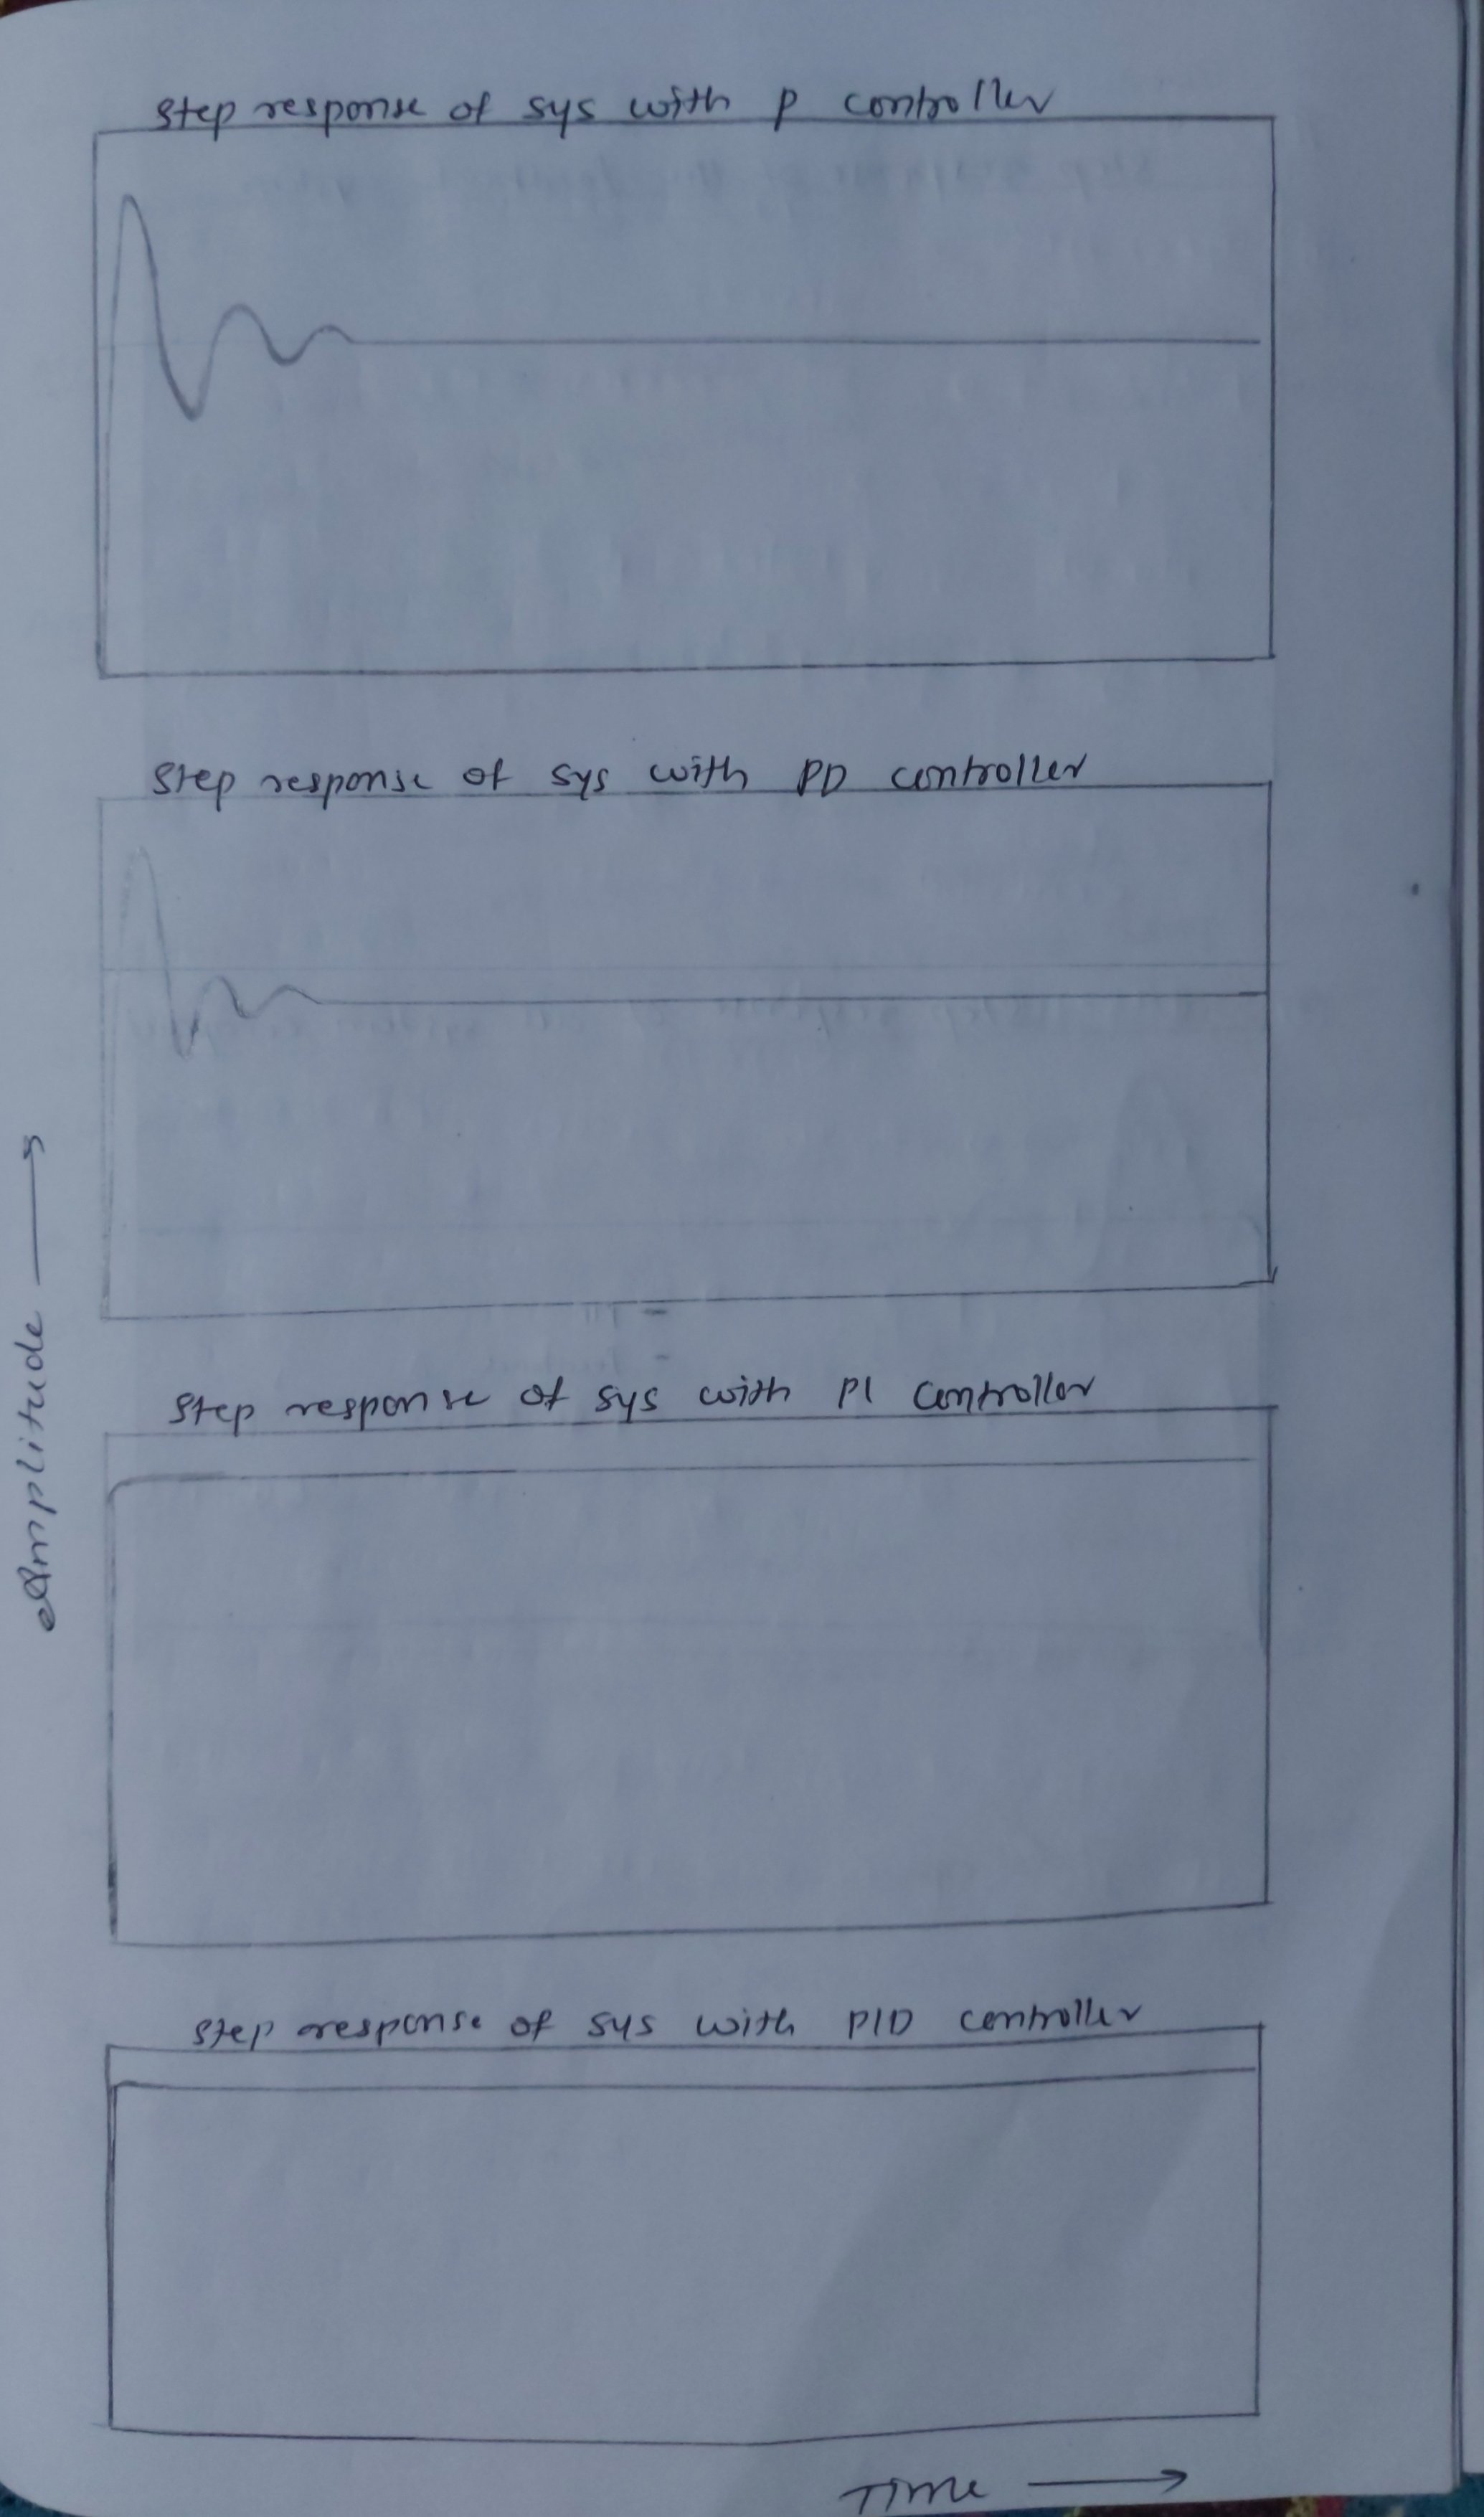 Step response of sys with P controller
Step response of sys with PD controller
Amplitude
Step response of sys with PI controller
Step response of sys with PID controller
Time